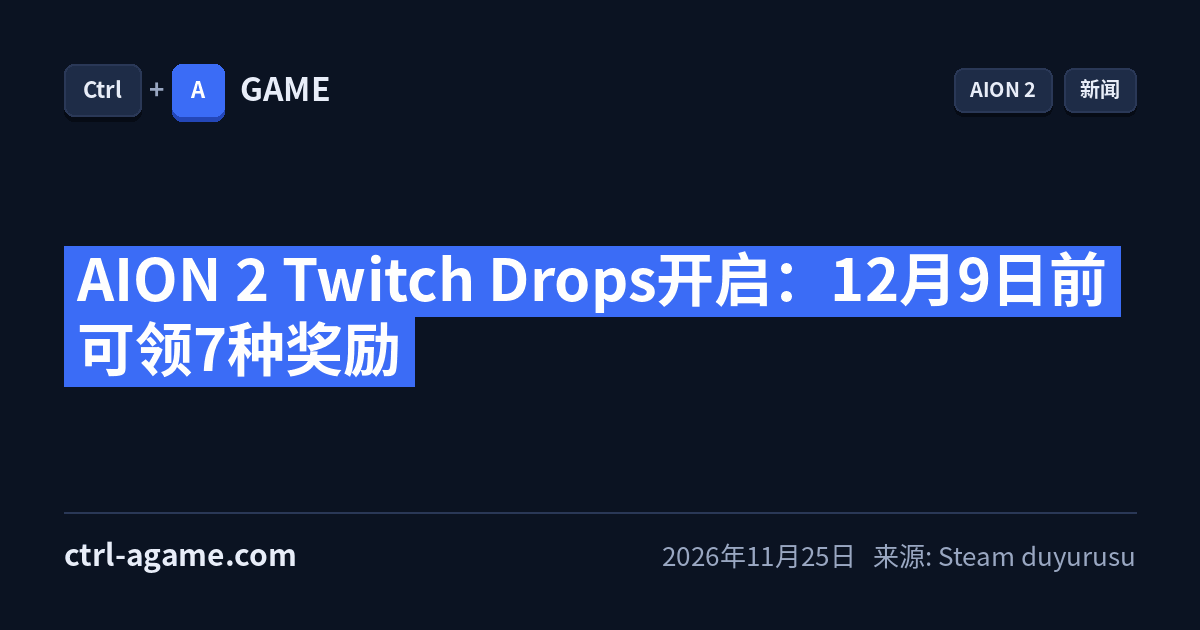 Ctrl + A GAME
AION 2 新闻
AION 2 Twitch Drops开启：12月9日前
可领7种奖励
ctrl-agame.com
2026年11月25日 来源: Steam duyurusu